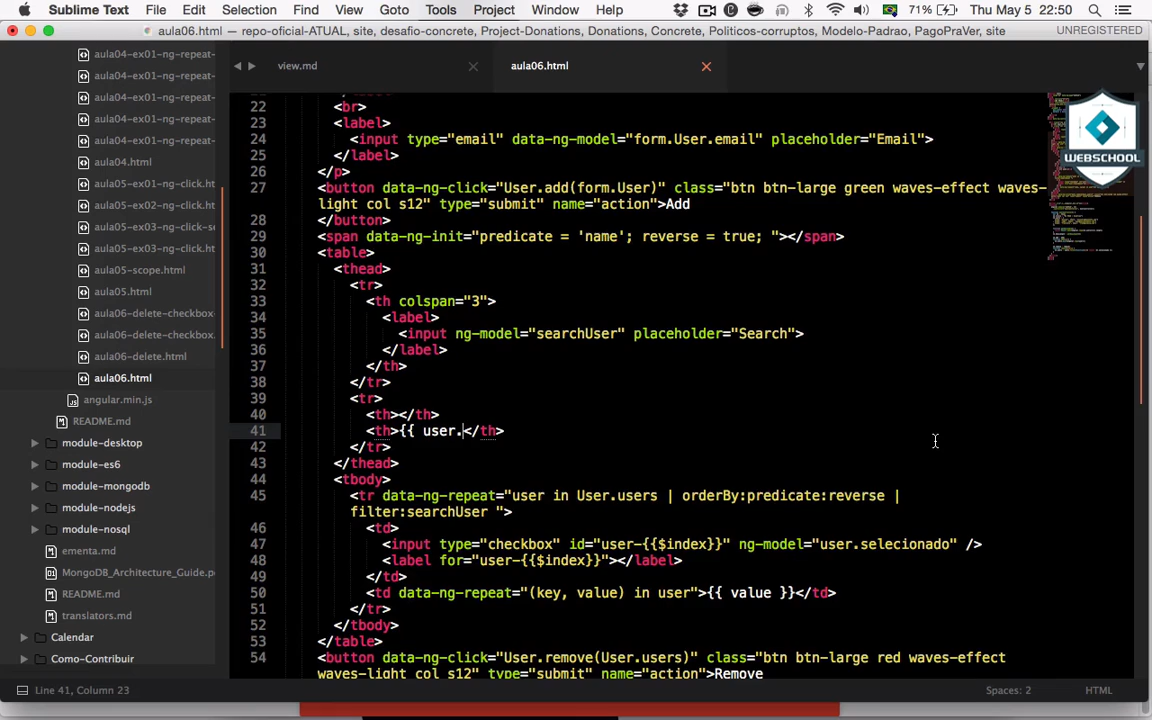 Sublime Text File Edit Selection Find View Goto Tools Project Window Help 71% Thu May 5 22:50
aula06.html — repo-oficial-ATUAL, site, desafio-concrete, Project-Donations, Donations, Concrete, Politicos-corruptos, Modelo-Padrao, PagoPraVer, site UNREGISTERED
view.md aula06.html
aula04-ex01-ng-repeat-
aula04-ex01-ng-repeat-
aula04-ex01-ng-repeat-
aula04-ex01-ng-repeat-
aula04-ex01-ng-repeat-
aula04.html
aula05-ex01-ng-click.ht
aula05-ex02-ng-click.ht
aula05-ex03-ng-click-s
aula05-ex03-ng-click.ht
aula05-scope.html
aula05.html
aula06-delete-checkbox
aula06-delete-checkbox.
aula06-delete.html
aula06.html
angular.min.js
README.md
module-desktop
module-es6
module-mongodb
module-nodejs
module-nosql
ementa.md
MongoDB_Architecture_Guide.p
README.md
translators.md
Calendar
Como-Contribuir
22 <br>
23 <label>
24 <input type="email" data-ng-model="form.User.email" placeholder="Email">
25 </label>
26 </p>
27 <button data-ng-click="User.add(form.User)" class="btn btn-large green waves-effect waves-
light col s12" type="submit" name="action">Add
28 </button>
29 <span data-ng-init="predicate = 'name'; reverse = true; "></span>
30 <table>
31 <thead>
32 <tr>
33 <th colspan="3">
34 <label>
35 <input ng-model="searchUser" placeholder="Search">
36 </label>
37 </th>
38 </tr>
39 <tr>
40 <th></th>
41 <th>{{ user.</th>
42 </tr>
43 </thead>
44 <tbody>
45 <tr data-ng-repeat="user in User.users | orderBy:predicate:reverse |
filter:searchUser ">
46 <td>
47 <input type="checkbox" id="user-{{$index}}" ng-model="user.selecionado" />
48 <label for="user-{{$index}}"></label>
49 </td>
50 <td data-ng-repeat="(key, value) in user">{{ value }}</td>
51 </tr>
52 </tbody>
53 </table>
54 <button data-ng-click="User.remove(User.users)" class="btn btn-large red waves-effect
waves-light col s12" type="submit" name="action">Remove
WEBSCHOOL
Line 41, Column 23 Spaces: 2 HTML